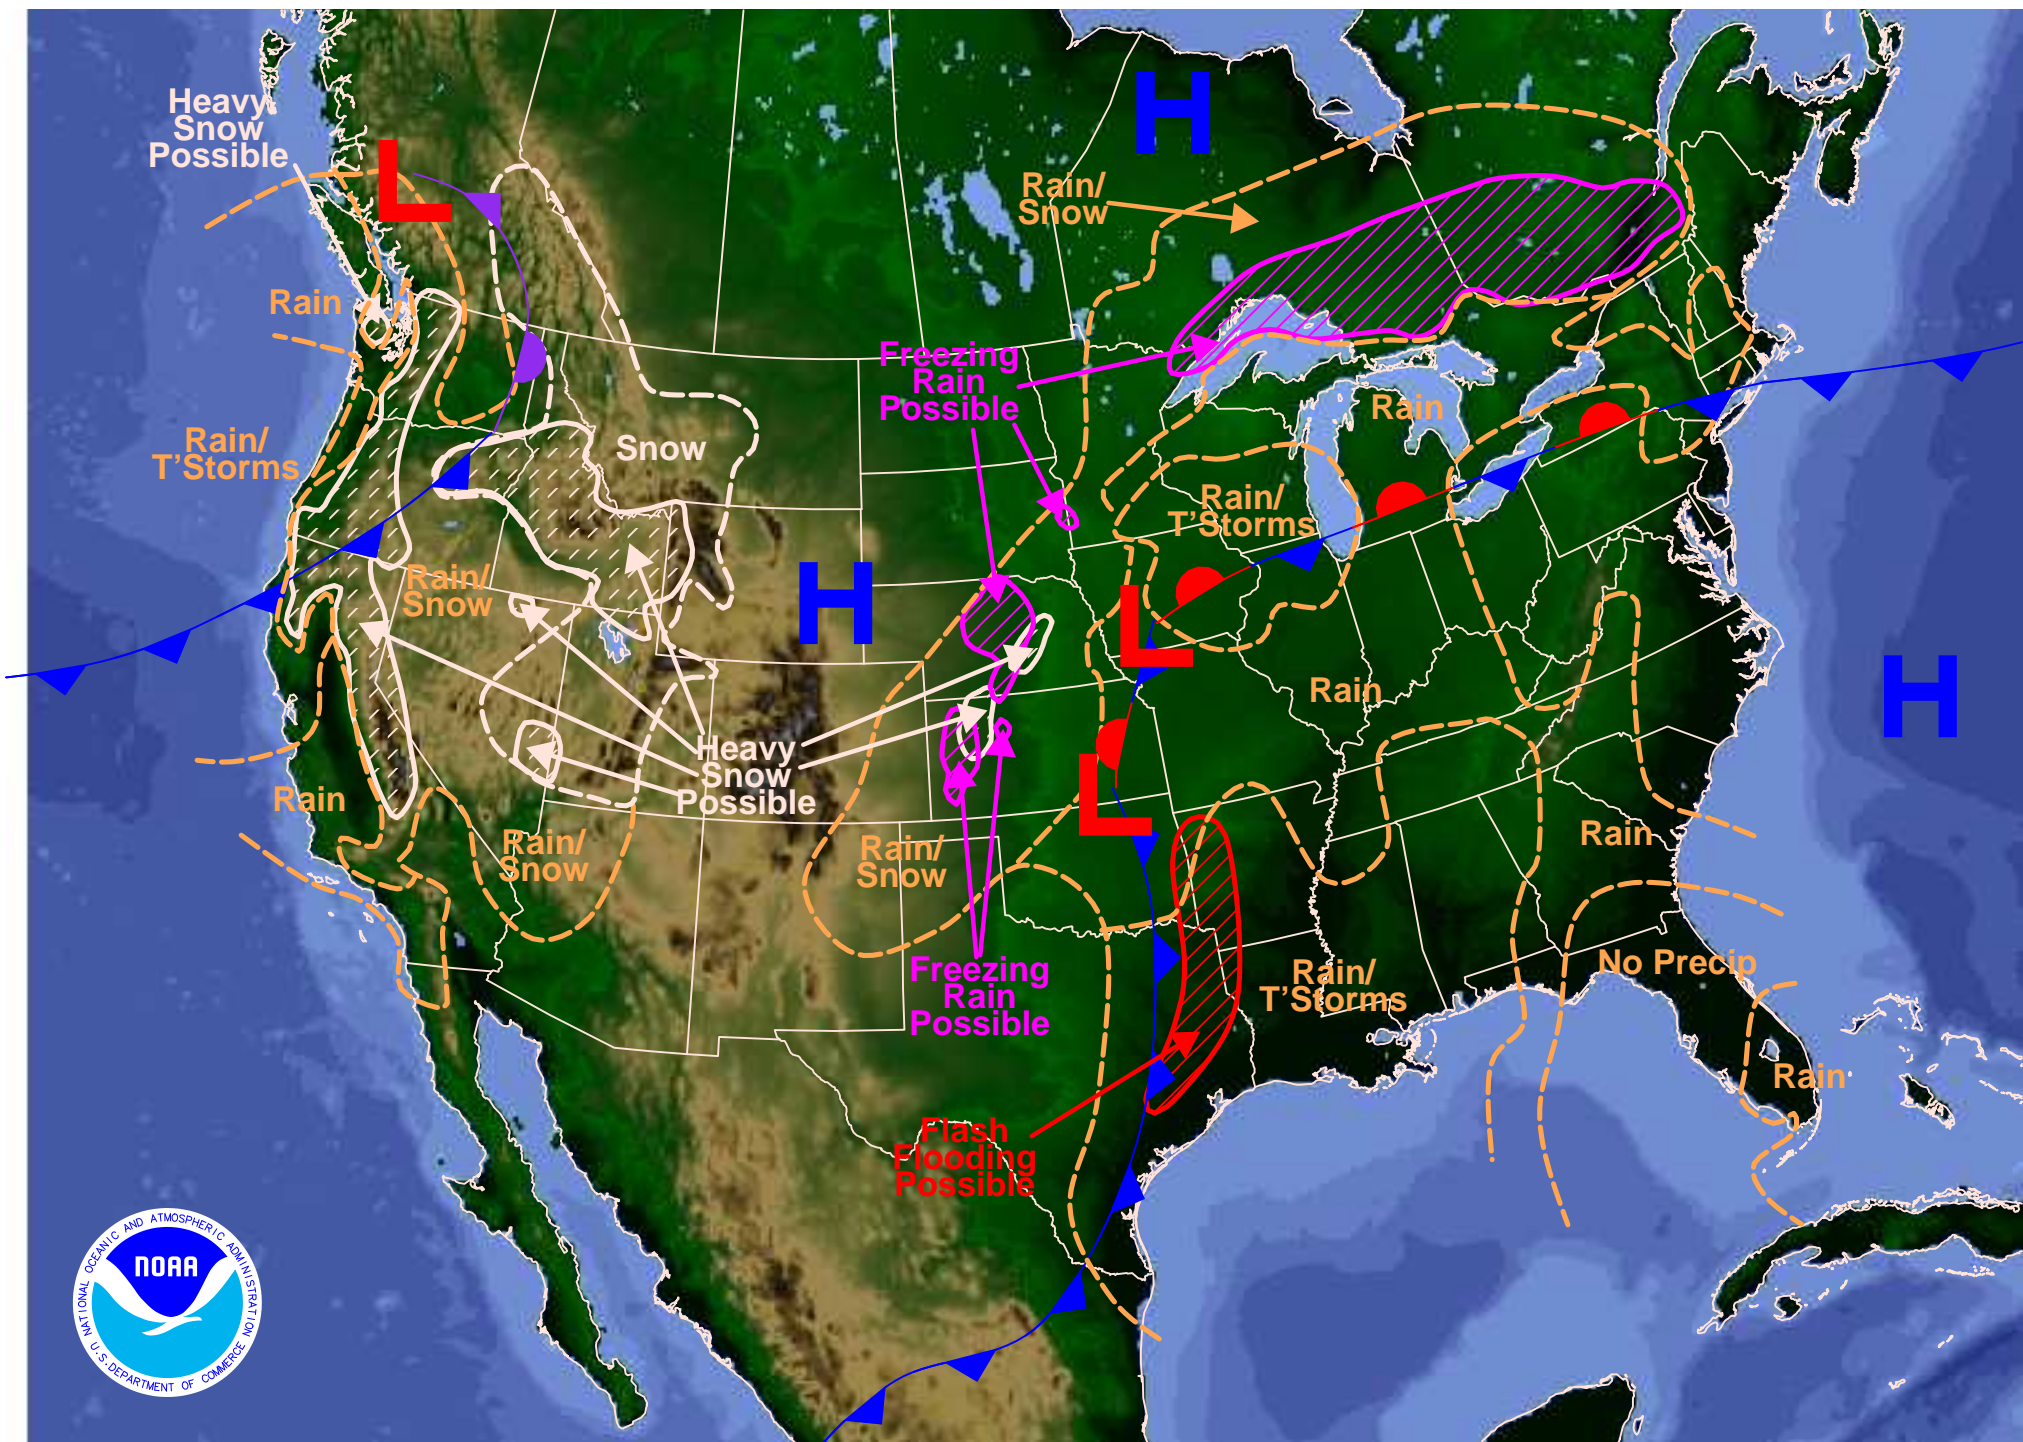 Heavy
Snow
Possible
L
H
Rain/
Snow
Rain
Freezing
Rain
Possible
Rain
Rain/
T'Storms
Snow
Rain/
T'Storms
Rain/
Snow
H
L
H
Rain
Heavy
Snow
Possible
Rain
L
Rain/
Snow
Rain/
Snow
Rain
No Precip
Freezing
Rain
Possible
Rain/
T'Storms
Rain
Flash
Flooding
Possible
NATIONAL OCEANIC AND ATMOSPHERIC ADMINISTRATION
NOAA
U.S. DEPARTMENT OF COMMERCE